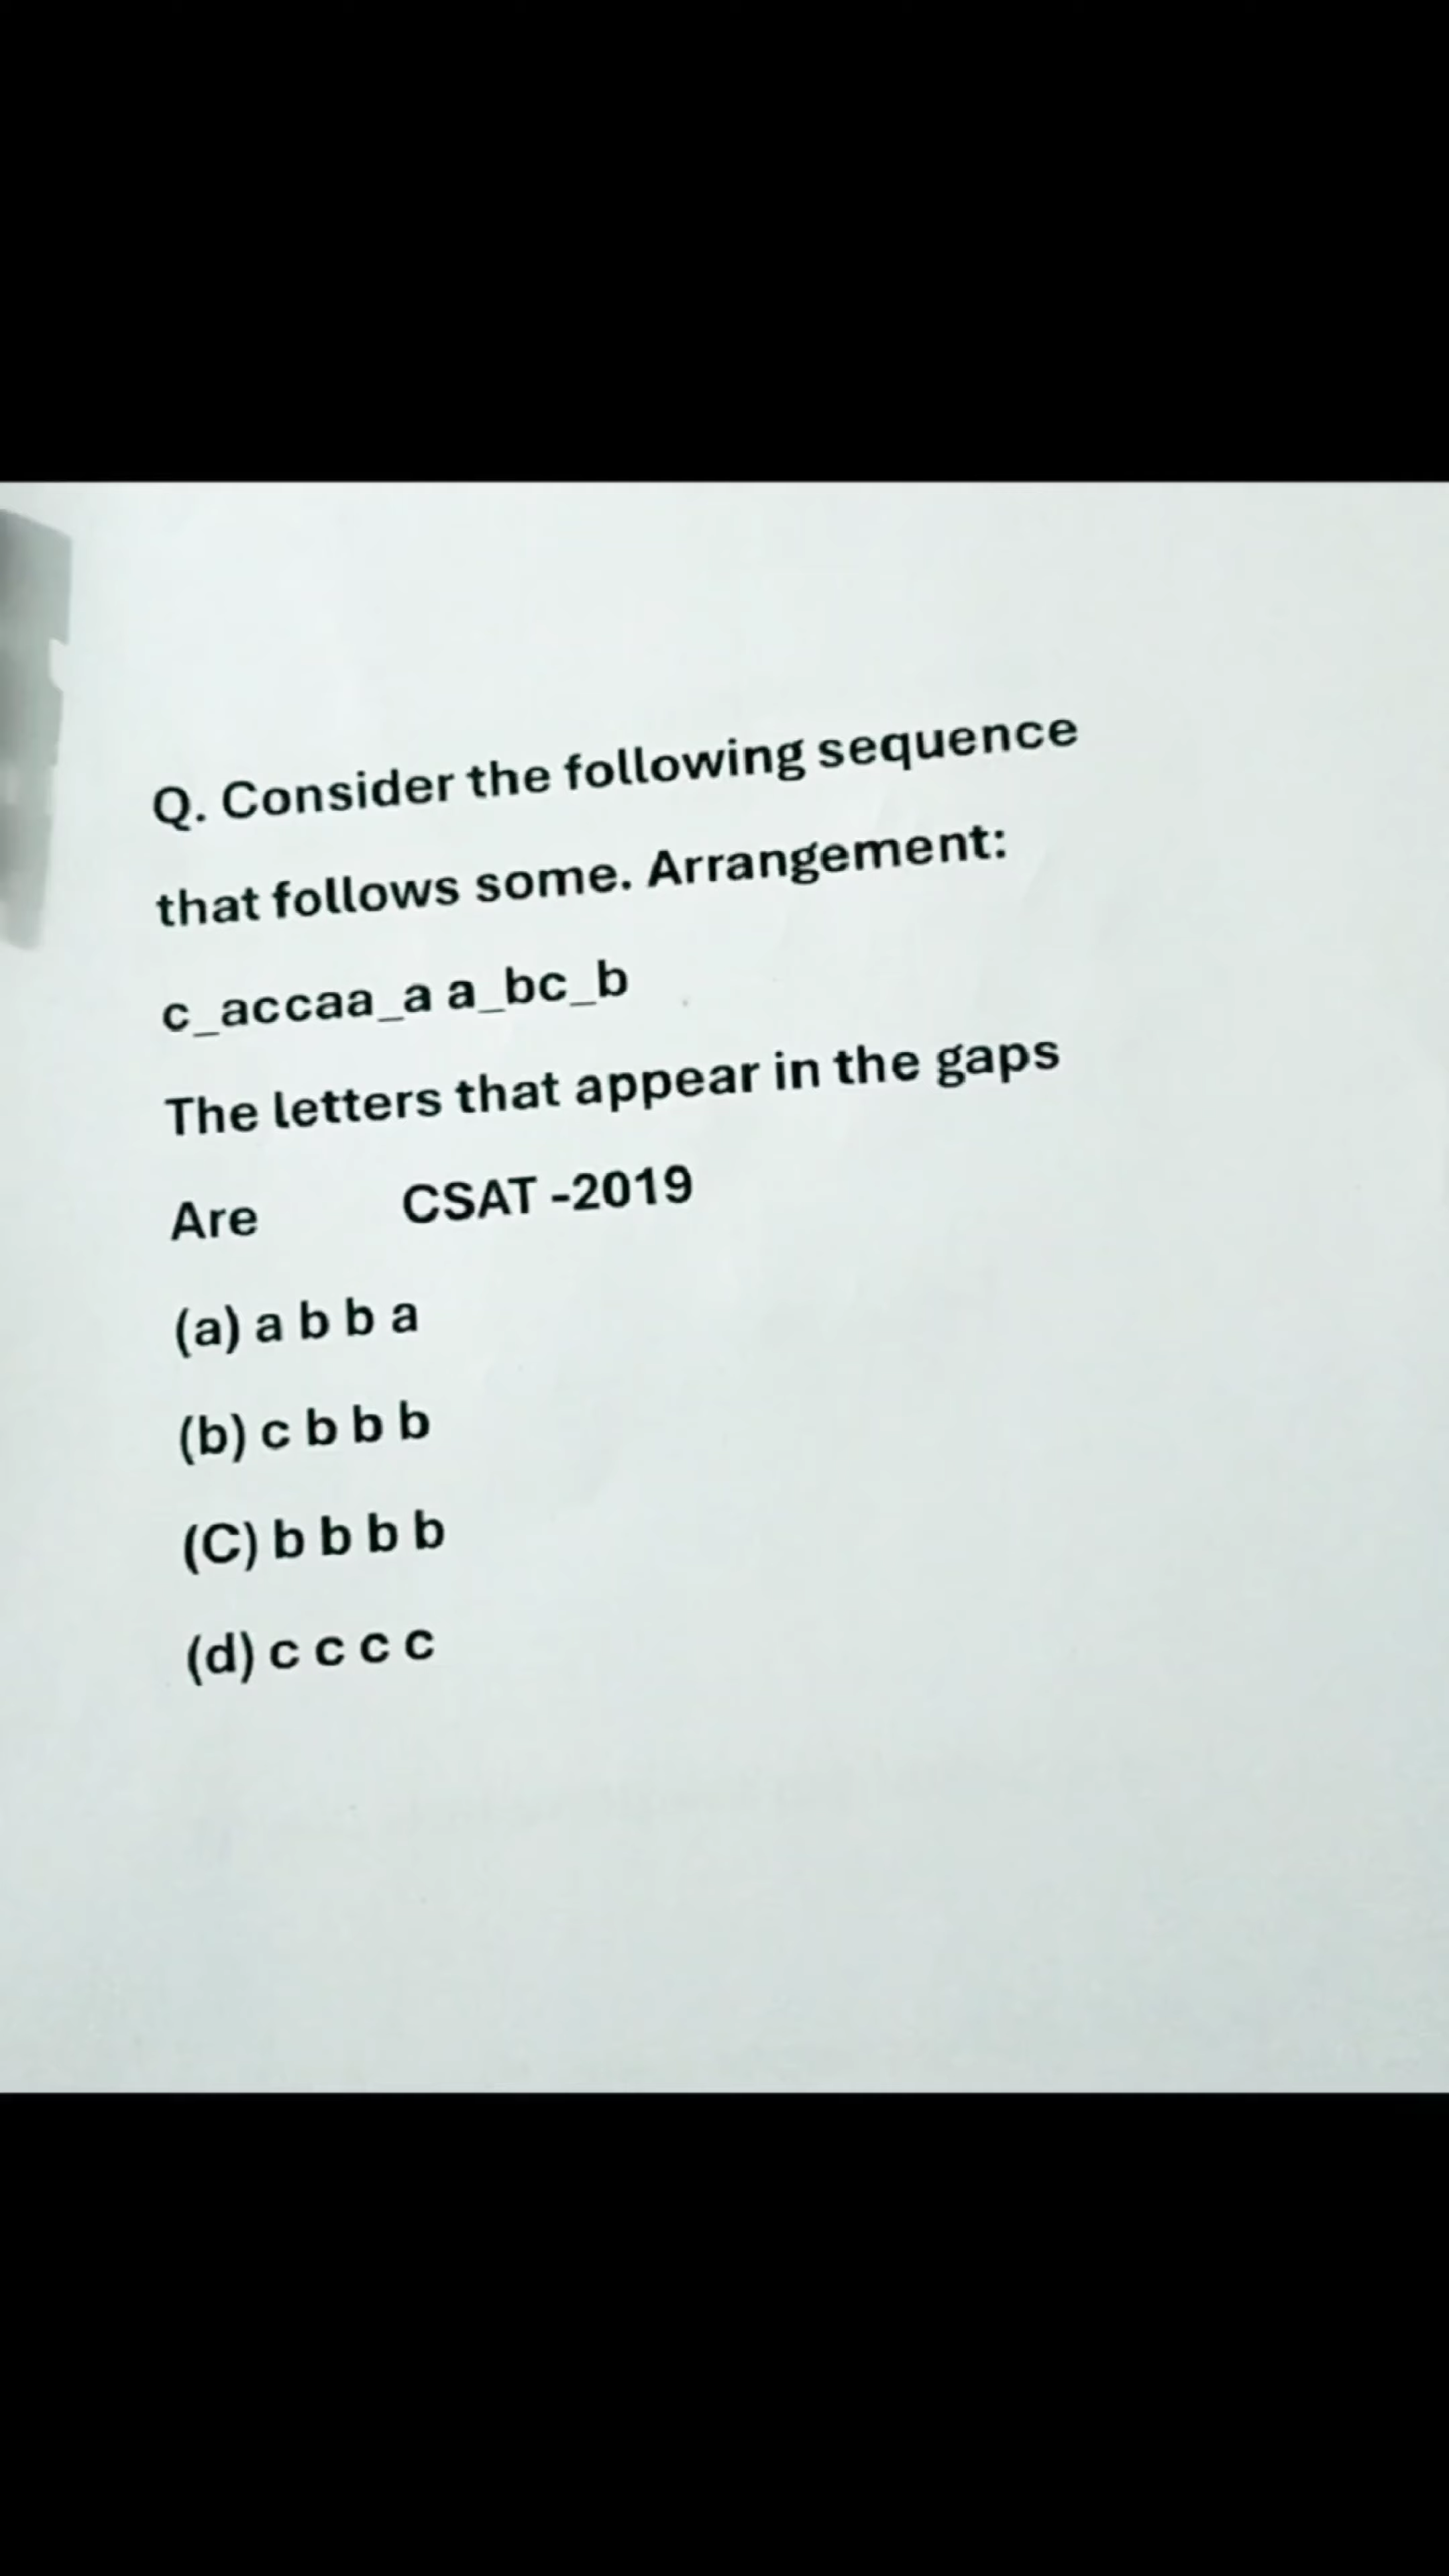 Q. Consider the following sequence
that follows some. Arrangement:
c_accaa_a a_bc_b
The letters that appear in the gaps
Are CSAT -2019
(a) a b b a
(b) c b b b
(C) b b b b
(d) c c c c